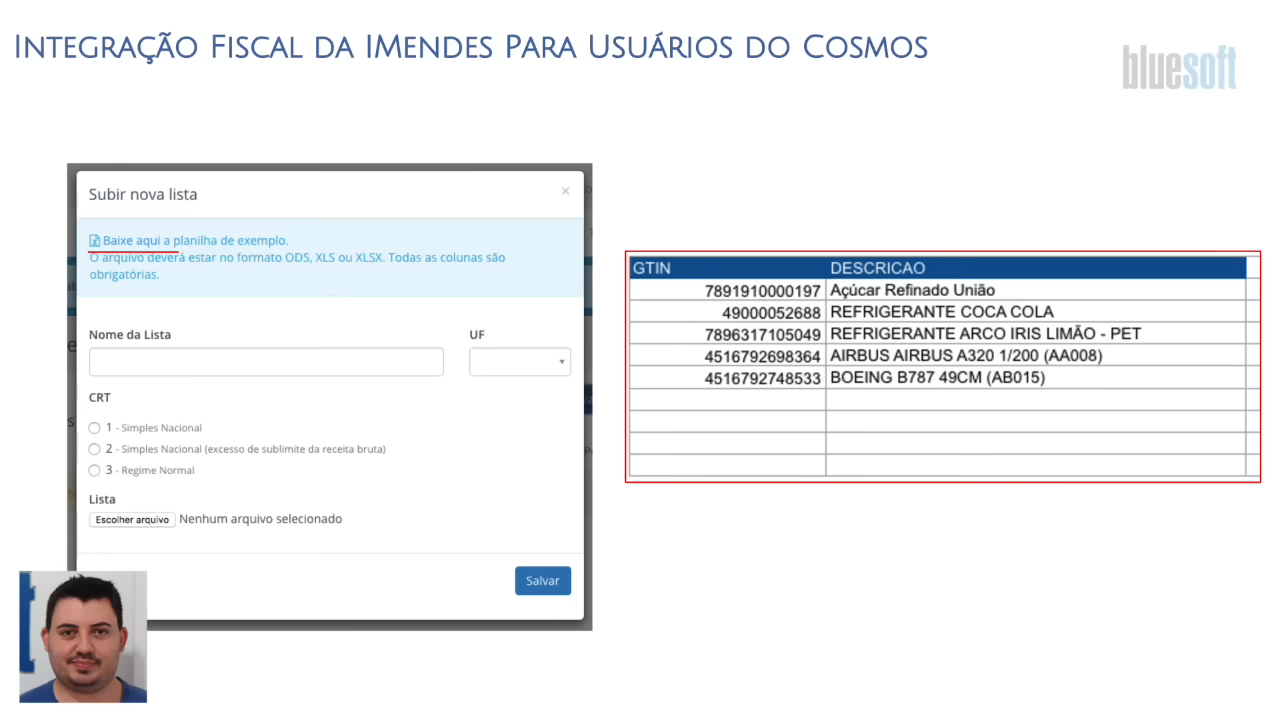 Integração Fiscal da IMendes Para Usuários do Cosmos
bluesoft
Subir nova lista
×
Baixe aqui a planilha de exemplo.
O arquivo deverá estar no formato ODS, XLS ou XLSX. Todas as colunas são
obrigatórias.
Nome da Lista
UF
CRT
1 - Simples Nacional
2 - Simples Nacional (excesso de sublimite da receita bruta)
3 - Regime Normal
Lista
Escolher arquivo Nenhum arquivo selecionado
Salvar
GTIN DESCRICAO
7891910000197 Açúcar Refinado União
49000052688 REFRIGERANTE COCA COLA
7896317105049 REFRIGERANTE ARCO IRIS LIMÃO - PET
4516792698364 AIRBUS AIRBUS A320 1/200 (AA008)
4516792748533 BOEING B787 49CM (AB015)